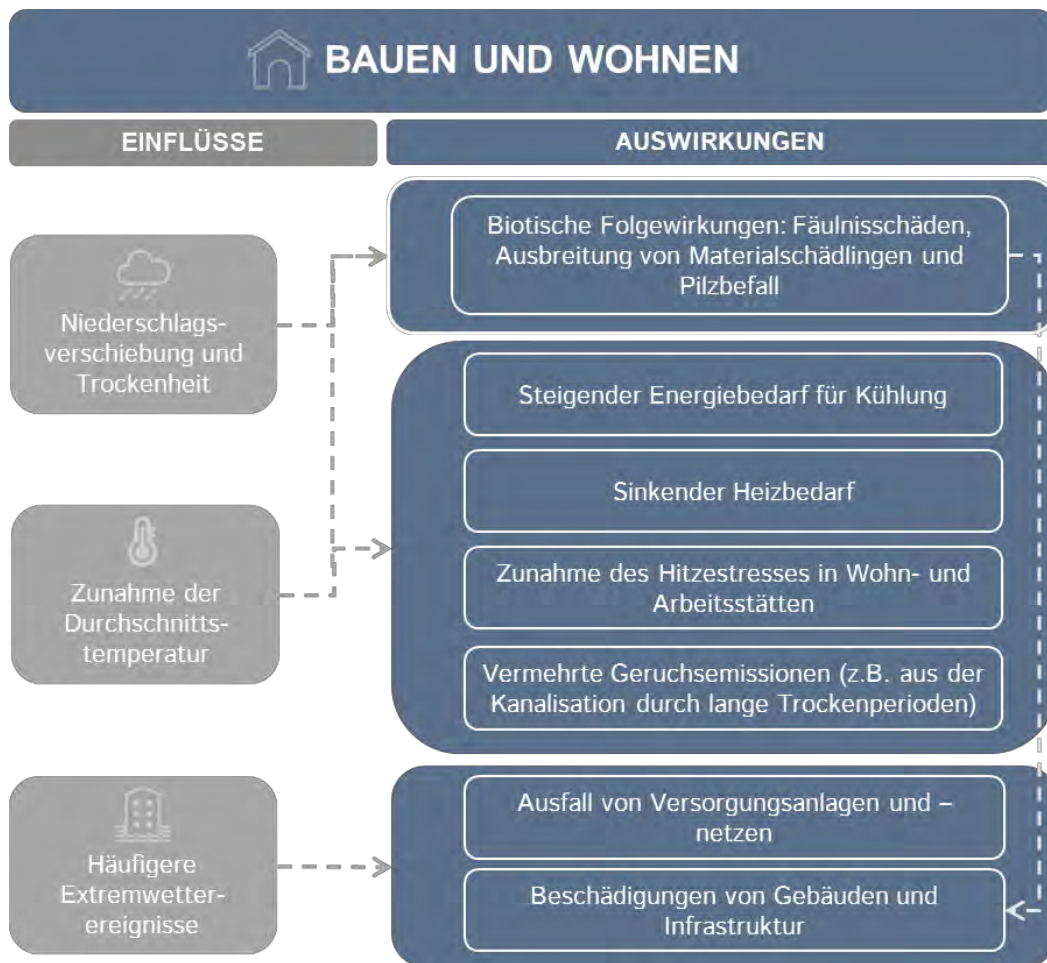 BAUEN UND WOHNEN
EINFLÜSSE
AUSWIRKUNGEN
Niederschlags-
verschiebung und
Trockenheit
Zunahme der
Durchschnitts-
temperatur
Häufigere
Extremwetter-
ereignisse
Biotische Folgewirkungen: Fäulnisschäden,
Ausbreitung von Materialschädlingen und
Pilzbefall
Steigender Energiebedarf für Kühlung
Sinkender Heizbedarf
Zunahme des Hitzestresses in Wohn- und
Arbeitsstätten
Vermehrte Geruchsemissionen (z.B. aus der
Kanalisation durch lange Trockenperioden)
Ausfall von Versorgungsanlagen und –
netzen
Beschädigungen von Gebäuden und
Infrastruktur